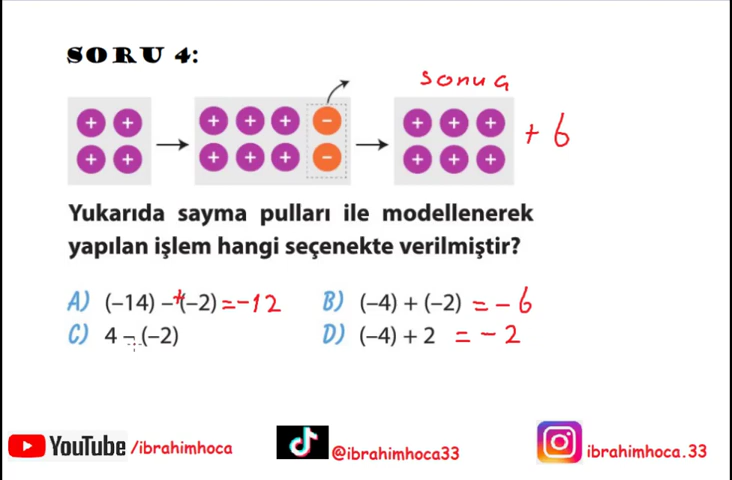 SORU 4:
sonuç
+ + + + + - + + +
+ + + + + - + + + + 6
Yukarıda sayma pulları ile modellenerek
yapılan işlem hangi seçenekte verilmiştir?
A) (−14) −+(−2) = −12 B) (−4) + (−2) = − 6
C) 4 − (−2) D) (−4) + 2 = − 2
YouTube /ibrahimhoca @ibrahimhoca33 ibrahimhoca.33